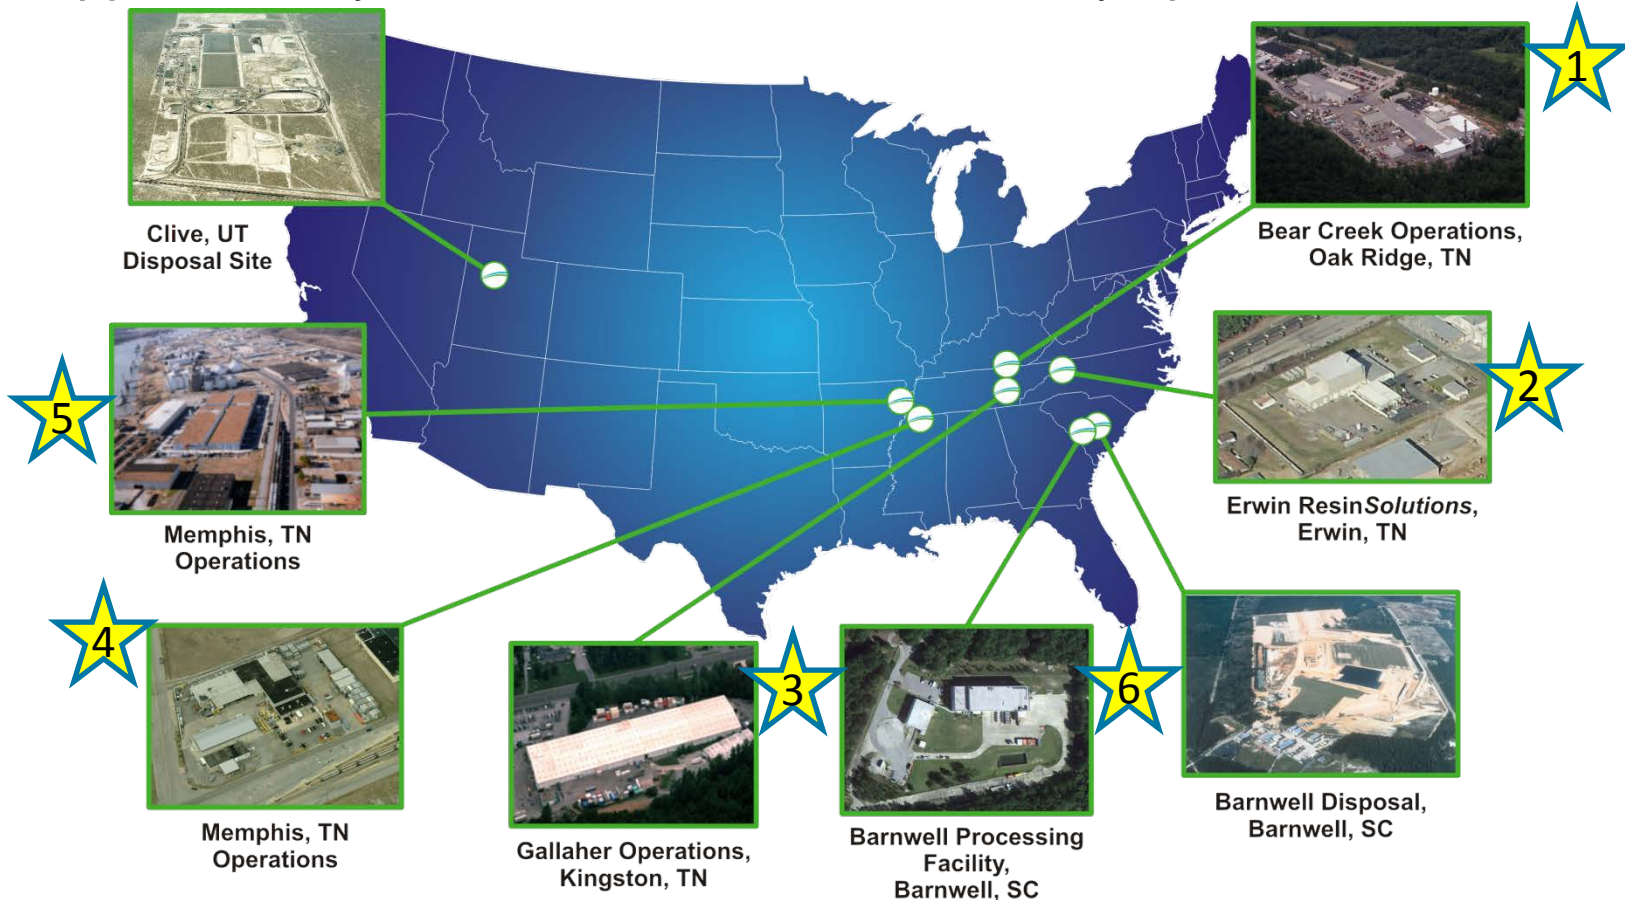 1
Clive, UT
Disposal Site
Bear Creek Operations,
Oak Ridge, TN
5
2
Memphis, TN
Operations
Erwin ResinSolutions,
Erwin, TN
4
3
6
Memphis, TN
Operations
Gallaher Operations,
Kingston, TN
Barnwell Processing
Facility,
Barnwell, SC
Barnwell Disposal,
Barnwell, SC